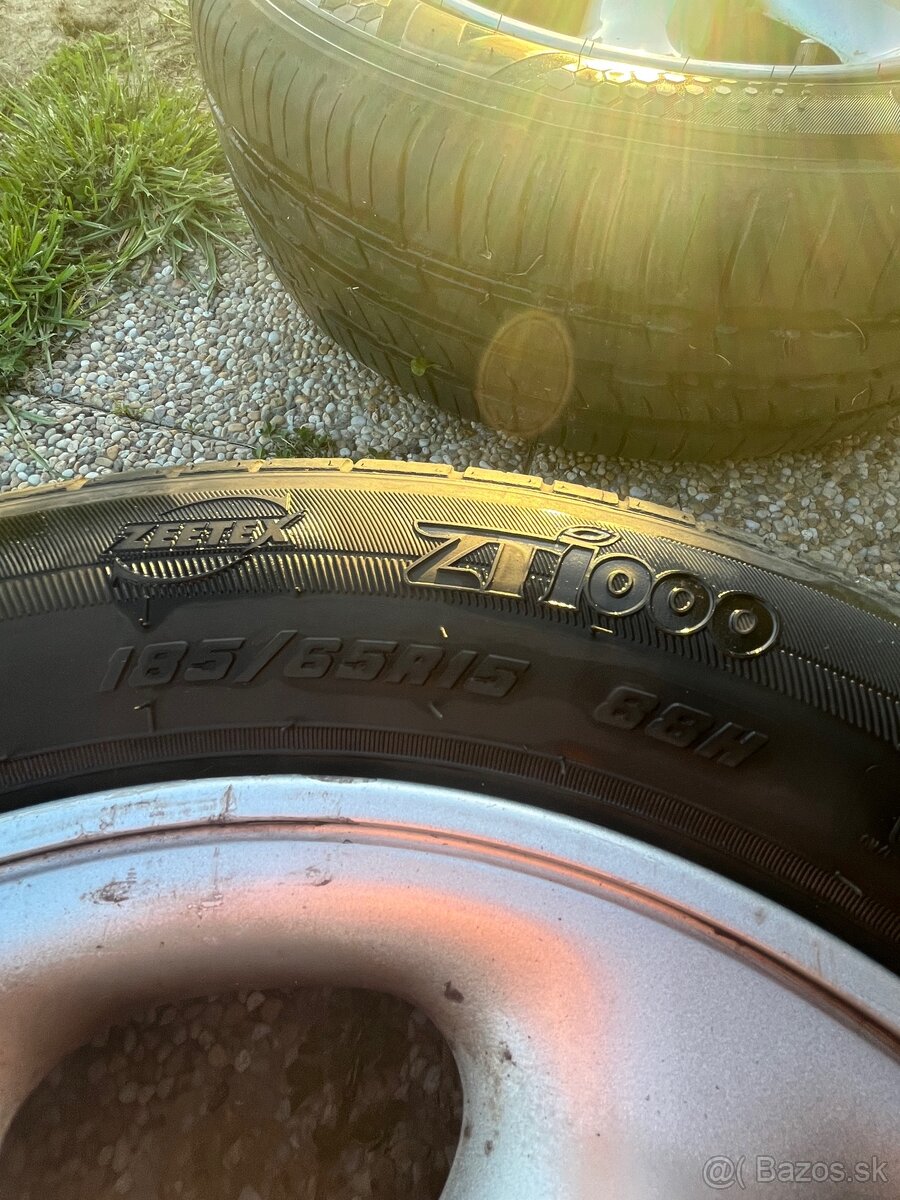 ZEETEX ZT1000
185/65R15 88H
@( Bazos.sk